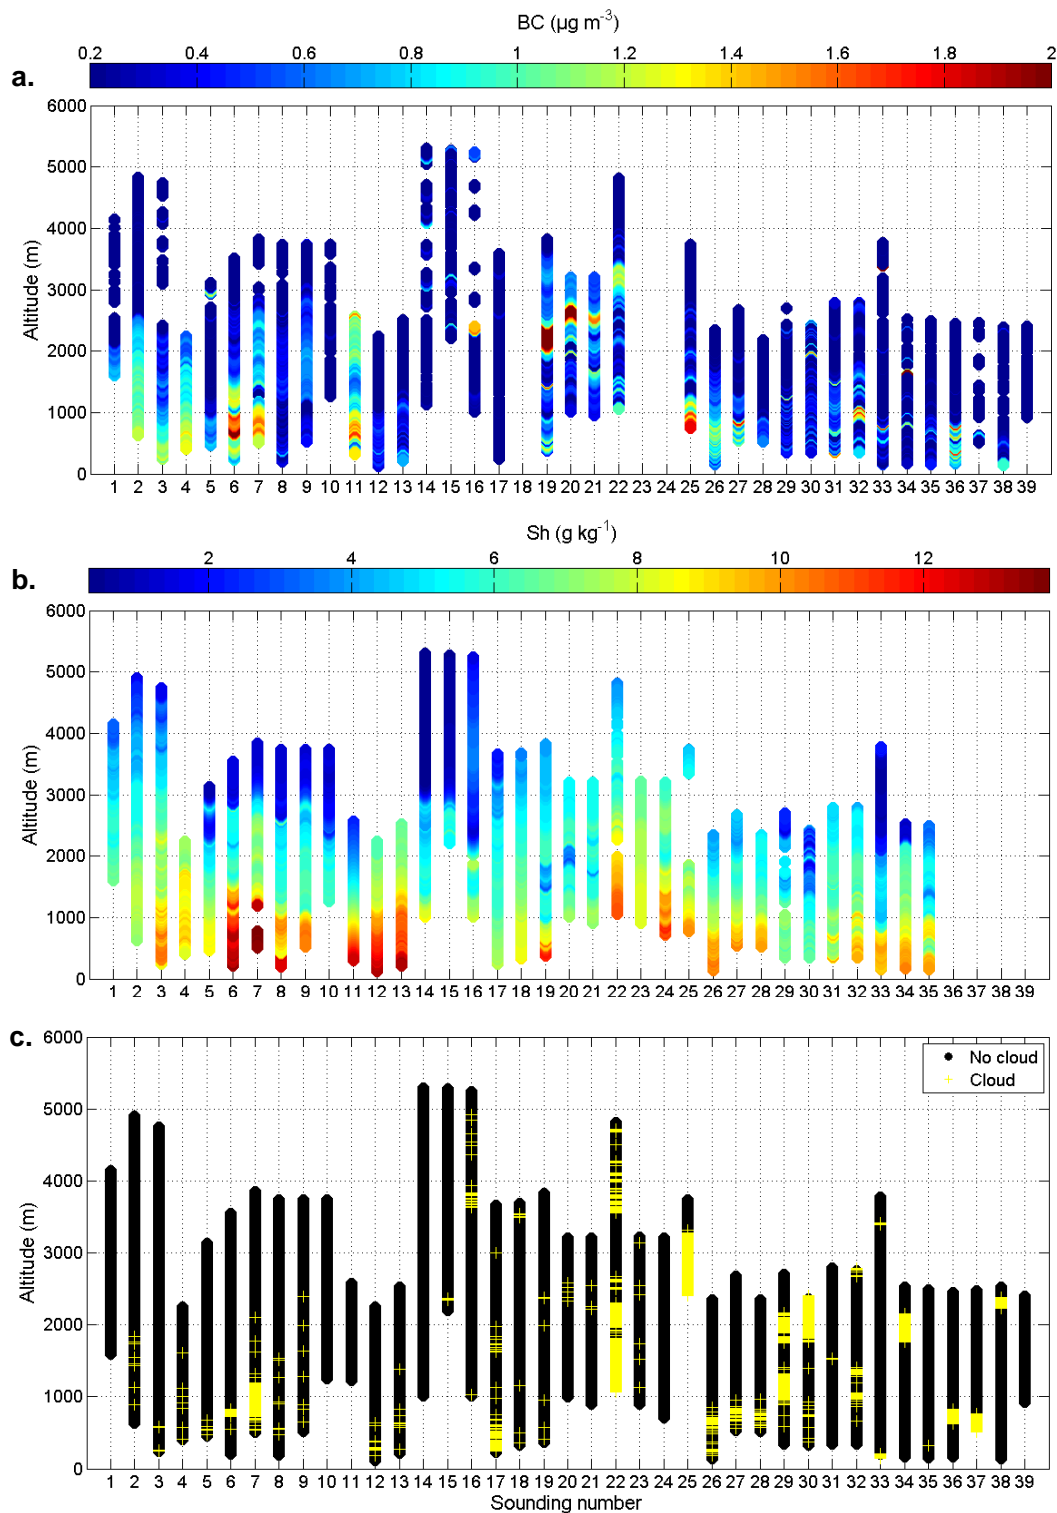 BC (µg m⁻³)
0.2 0.4 0.6 0.8 1 1.2 1.4 1.6 1.8 2
a.
6000
5000
4000
3000
2000
1000
0
Altitude (m)
1 2 3 4 5 6 7 8 9 10 11 12 13 14 15 16 17 18 19 20 21 22 23 24 25 26 27 28 29 30 31 32 33 34 35 36 37 38 39
Sh (g kg⁻¹)
2 4 6 8 10 12
b.
6000
5000
4000
3000
2000
1000
0
Altitude (m)
1 2 3 4 5 6 7 8 9 10 11 12 13 14 15 16 17 18 19 20 21 22 23 24 25 26 27 28 29 30 31 32 33 34 35 36 37 38 39
c.
6000
5000
4000
3000
2000
1000
0
Altitude (m)
No cloud
Cloud
1 2 3 4 5 6 7 8 9 10 11 12 13 14 15 16 17 18 19 20 21 22 23 24 25 26 27 28 29 30 31 32 33 34 35 36 37 38 39
Sounding number